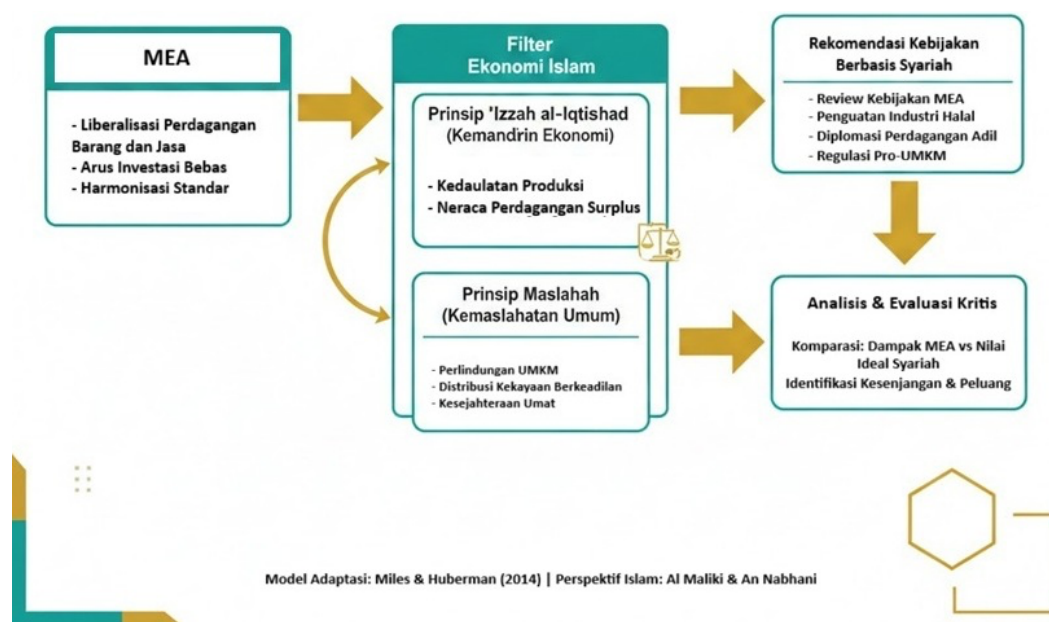 MEA
- Liberalisasi Perdagangan
Barang dan Jasa
- Arus Investasi Bebas
- Harmonisasi Standar
Filter
Ekonomi Islam
Prinsip 'Izzah al-Iqtishad
(Kemandrin Ekonomi)
- Kedaulatan Produksi
- Neraca Perdagangan Surplus
Prinsip Maslahah
(Kemaslahatan Umum)
- Perlindungan UMKM
- Distribusi Kekayaan Berkeadilan
- Kesejahteraan Umat
Rekomendasi Kebijakan
Berbasis Syariah
- Review Kebijakan MEA
- Penguatan Industri Halal
- Diplomasi Perdagangan Adil
- Regulasi Pro-UMKM
Analisis & Evaluasi Kritis
Komparasi: Dampak MEA vs Nilai
Ideal Syariah
Identifikasi Kesenjangan & Peluang
Model Adaptasi: Miles & Huberman (2014) | Perspektif Islam: Al Maliki & An Nabhani